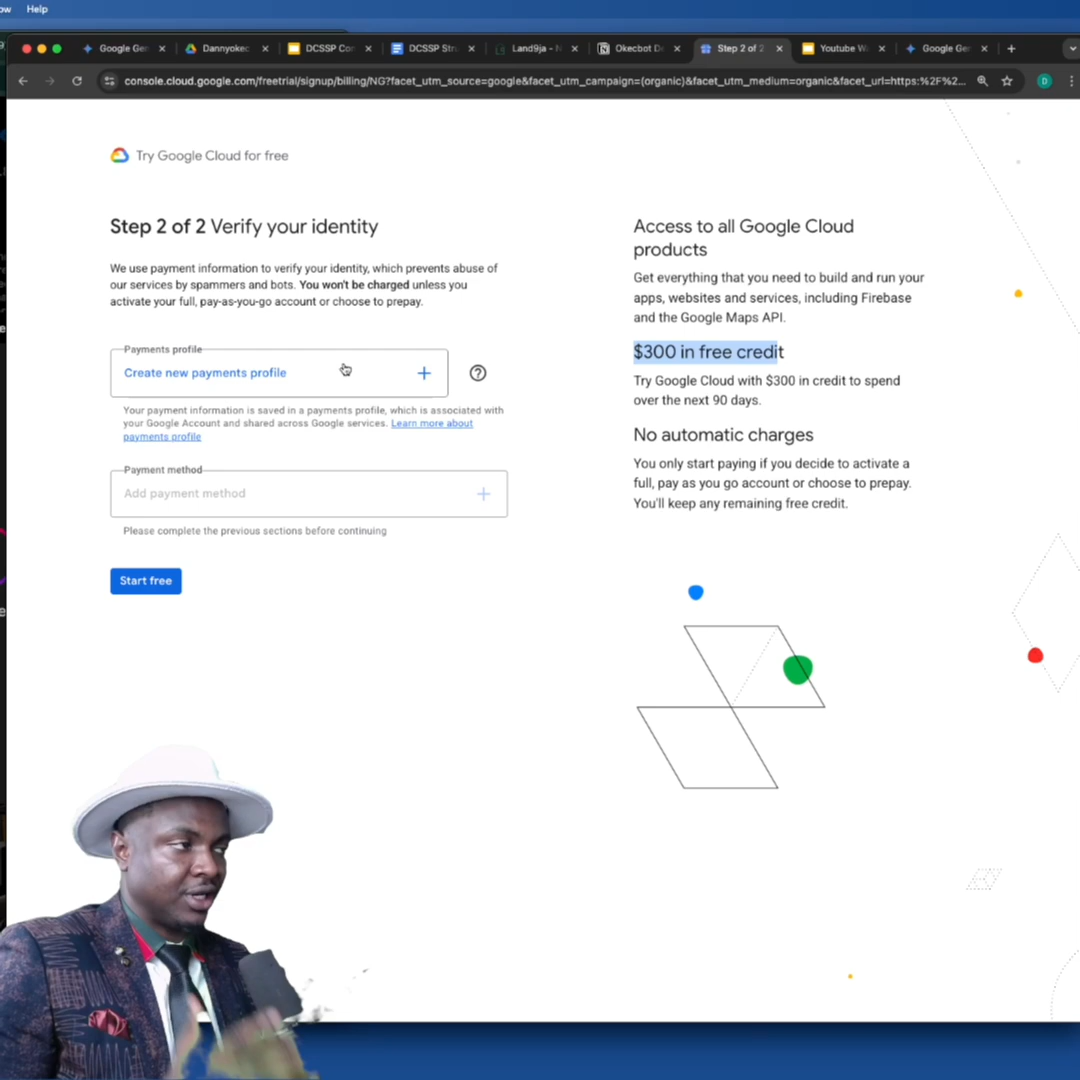 ow Help
Google Ger
Dannyokec
DCSSP Cor
DCSSP Str
Land9ja - N
Okecbot D
Step 2 of 2
Youtube W
Google Ger
console.cloud.google.com/freetrial/signup/billing/NG?facet_utm_source=google&facet_utm_campaign=(organic)&facet_utm_medium=organic&facet_url=https:%2F%2...
D
Try Google Cloud for free
Step 2 of 2 Verify your identity
We use payment information to verify your identity, which prevents abuse of
our services by spammers and bots. You won't be charged unless you
activate your full, pay-as-you-go account or choose to prepay.
Payments profile
Create new payments profile
Your payment information is saved in a payments profile, which is associated with
your Google Account and shared across Google services. Learn more about
payments profile
Payment method
Add payment method
Please complete the previous sections before continuing
Start free
Access to all Google Cloud
products
Get everything that you need to build and run your
apps, websites and services, including Firebase
and the Google Maps API.
$300 in free credit
Try Google Cloud with $300 in credit to spend
over the next 90 days.
No automatic charges
You only start paying if you decide to activate a
full, pay as you go account or choose to prepay.
You'll keep any remaining free credit.